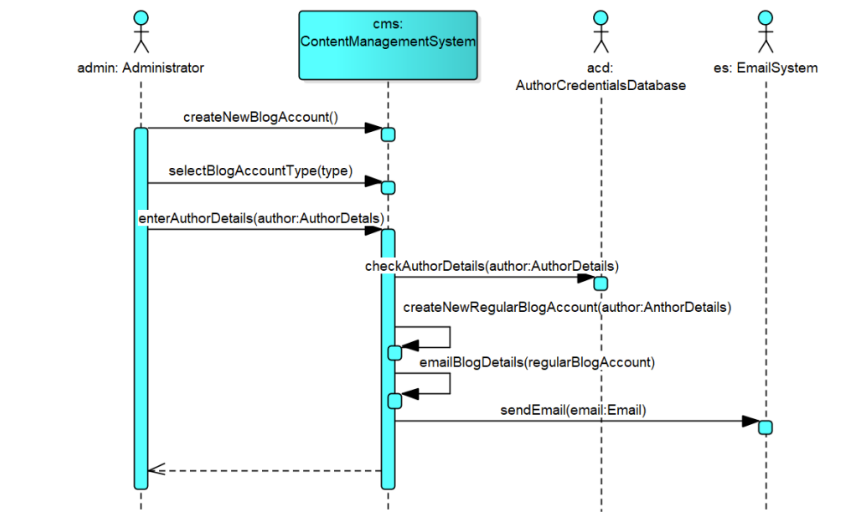 cms:
ContentManagementSystem
admin: Administrator
acd:
AuthorCredentialsDatabase
es: EmailSystem
createNewBlogAccount()
selectBlogAccountType(type)
enterAuthorDetails(author:AuthorDetals)
checkAuthorDetails(author:AuthorDetails)
createNewRegularBlogAccount(author:AnthorDetails)
emailBlogDetails(regularBlogAccount)
sendEmail(email:Email)